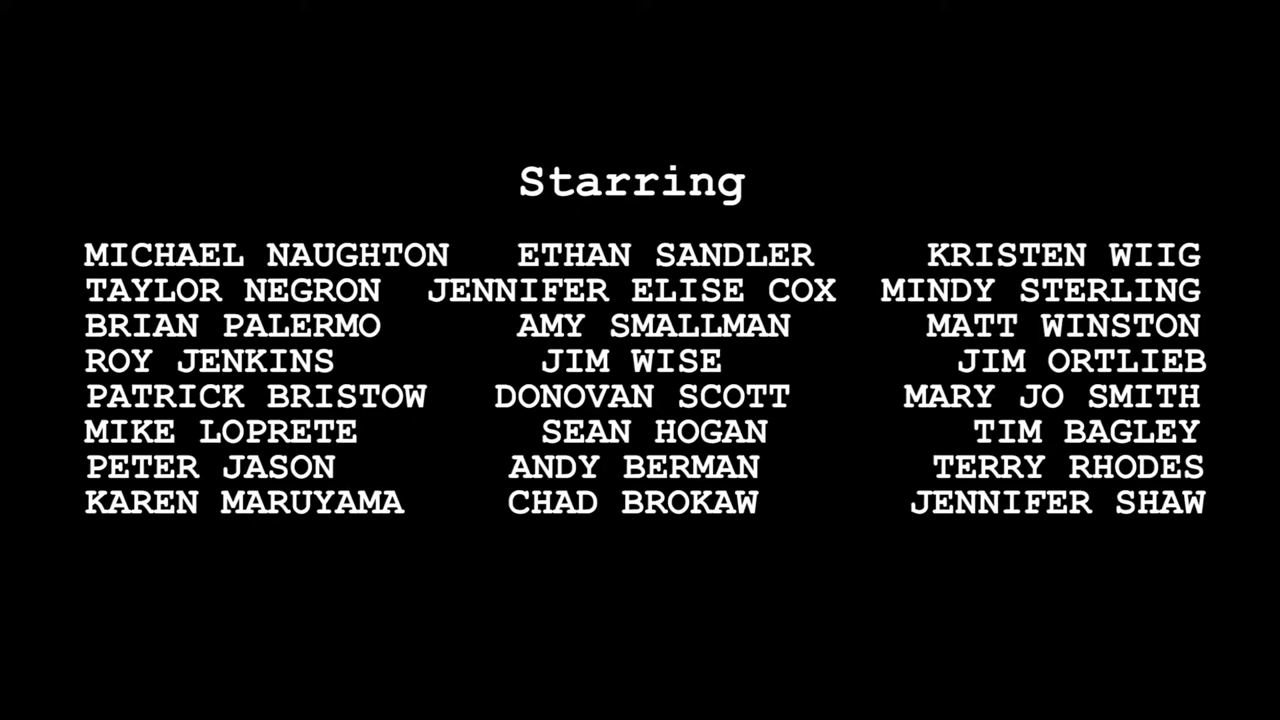 Starring
MICHAEL NAUGHTON ETHAN SANDLER KRISTEN WIIG
TAYLOR NEGRON JENNIFER ELISE COX MINDY STERLING
BRIAN PALERMO AMY SMALLMAN MATT WINSTON
ROY JENKINS JIM WISE JIM ORTLIEB
PATRICK BRISTOW DONOVAN SCOTT MARY JO SMITH
MIKE LOPRETE SEAN HOGAN TIM BAGLEY
PETER JASON ANDY BERMAN TERRY RHODES
KAREN MARUYAMA CHAD BROKAW JENNIFER SHAW